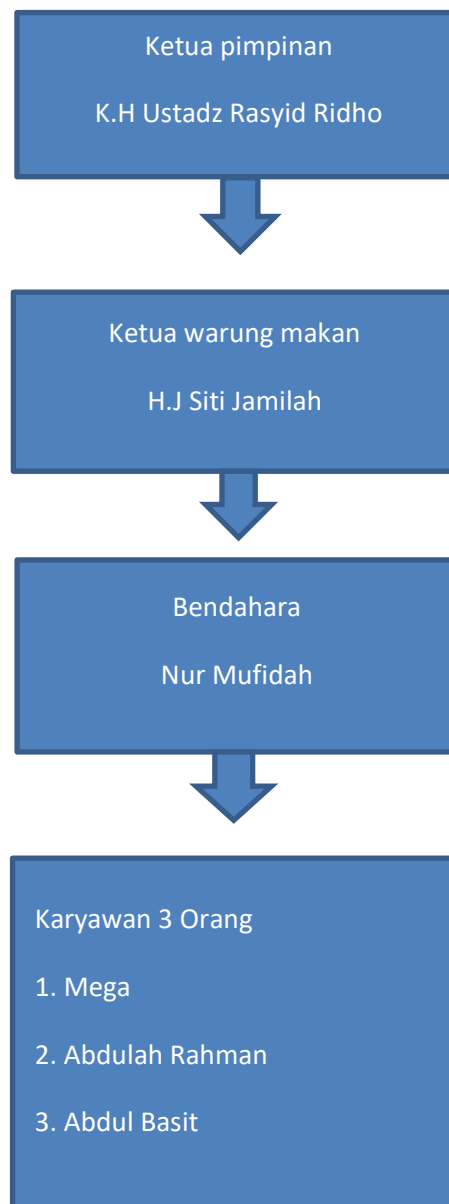 Ketua pimpinan
K.H Ustadz Rasyid Ridho
Ketua warung makan
H.J Siti Jamilah
Bendahara
Nur Mufidah
Karyawan 3 Orang
1. Mega
2. Abdulah Rahman
3. Abdul Basit